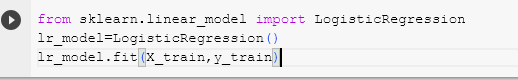 from sklearn.linear_model import LogisticRegression
lr_model=LogisticRegression()
lr_model.fit(X_train,y_train)